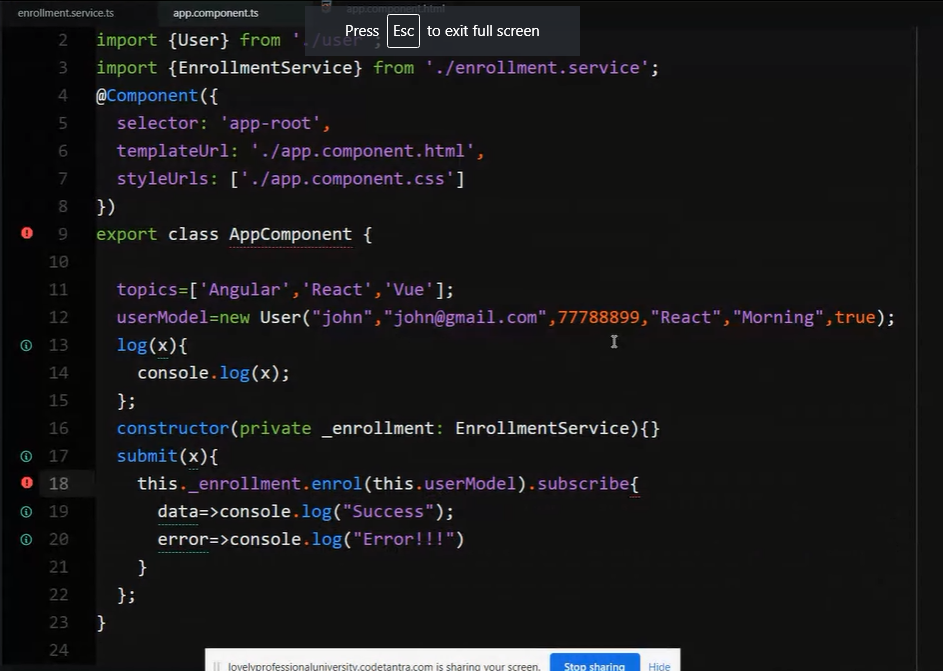 enrollment.service.ts app.component.ts app.component.html
Press Esc to exit full screen
2 import {User} from './user';
3 import {EnrollmentService} from './enrollment.service';
4 @Component({
5 selector: 'app-root',
6 templateUrl: './app.component.html',
7 styleUrls: ['./app.component.css']
8 })
9 export class AppComponent {
10
11 topics=['Angular','React','Vue'];
12 userModel=new User("john","john@gmail.com",77788899,"React","Morning",true);
13 log(x){
14 console.log(x);
15 };
16 constructor(private _enrollment: EnrollmentService){}
17 submit(x){
18 this._enrollment.enrol(this.userModel).subscribe{
19 data=>console.log("Success");
20 error=>console.log("Error!!!")
21 }
22 };
23 }
24
lovelyprofessionaluniversity.codetantra.com is sharing your screen. Stop sharing Hide